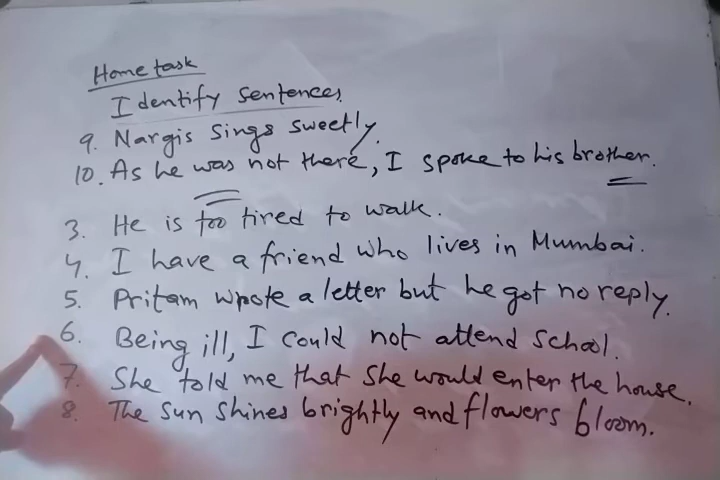 Home task
Identify sentences.
9. Nargis Sings sweetly.
10. As he was not there, I spoke to his brother.
3. He is too tired to walk.
4. I have a friend who lives in Mumbai.
5. Pritam wrote a letter but he got no reply.
6. Being ill, I could not attend School.
7. She told me that she would enter the house.
8. The Sun Shines brightly and flowers bloom.